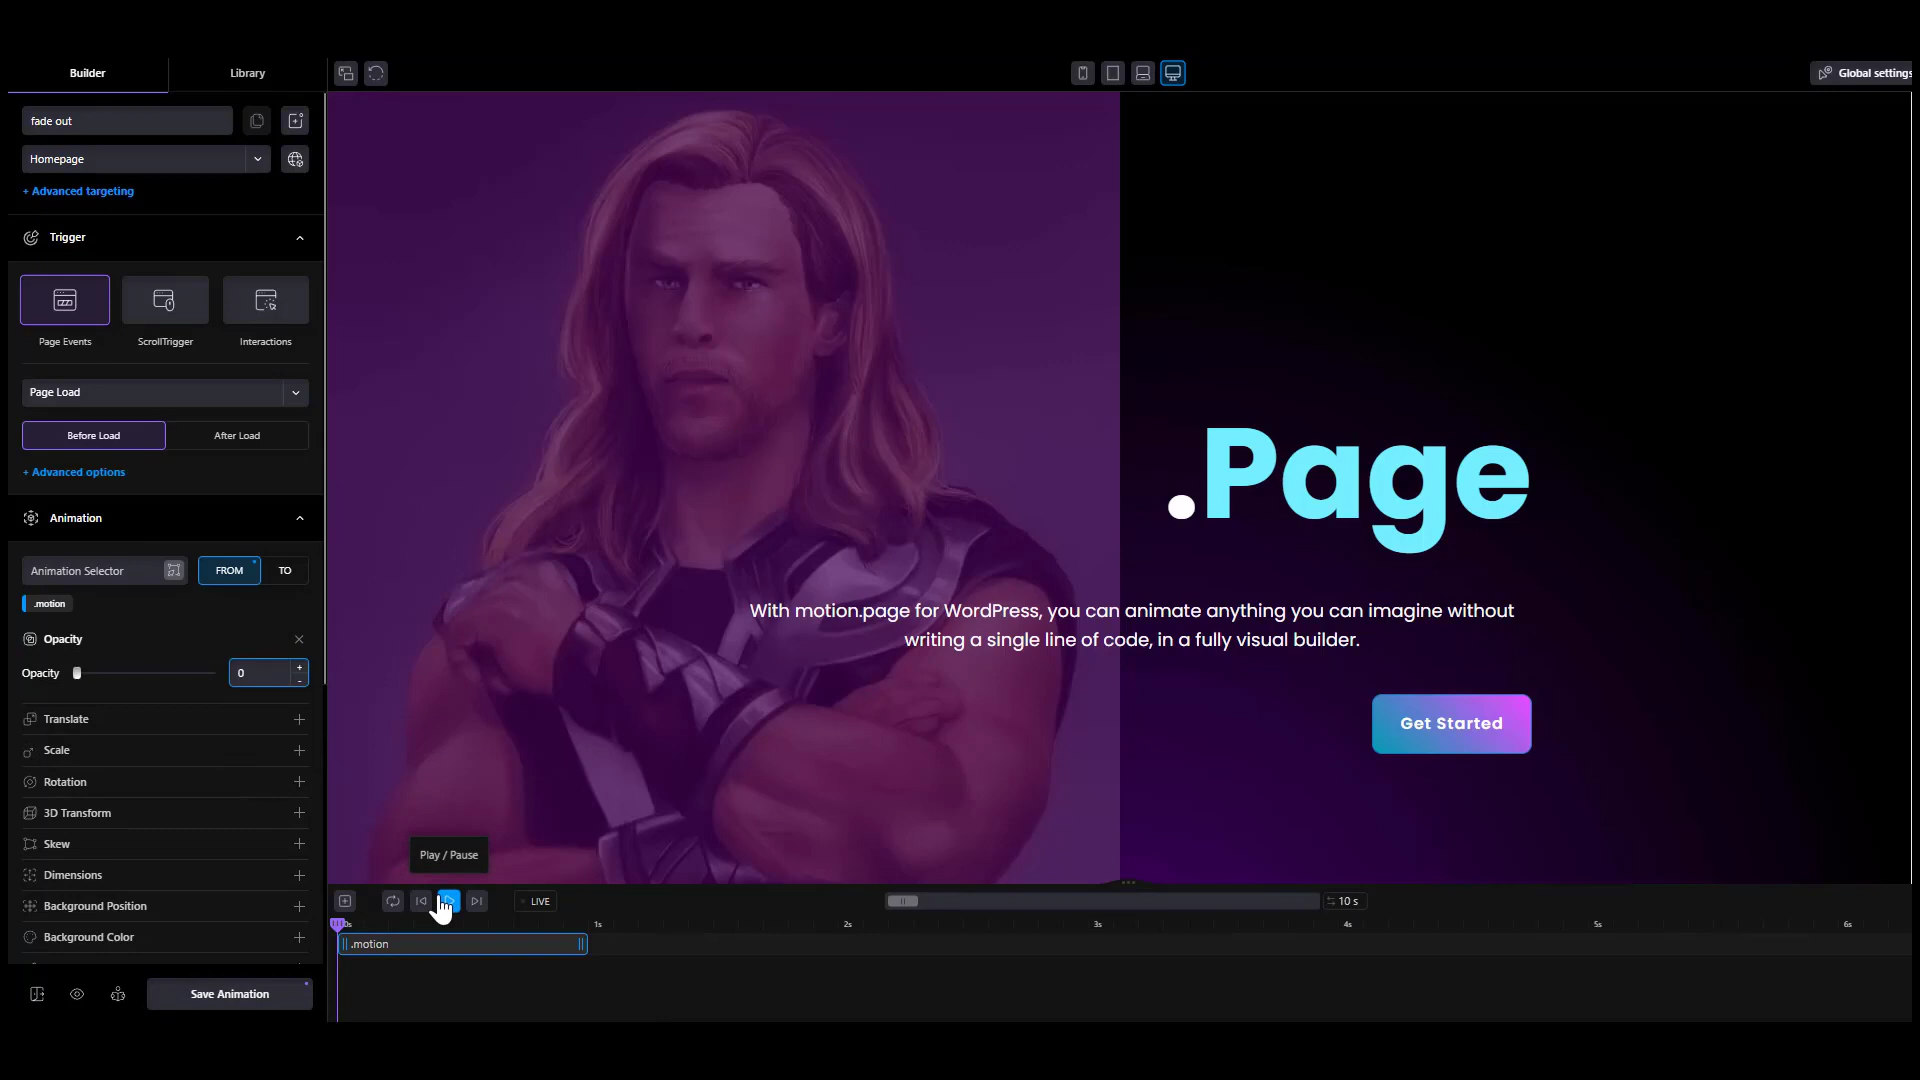 Builder
Library
Global settings
fade out
Homepage
+ Advanced targeting
Trigger
Page Events
ScrollTrigger
Interactions
Page Load
Before Load
After Load
+ Advanced options
Animation
Animation Selector
FROM
TO
.motion
Opacity
Opacity
0
+
-
Translate
Scale
Rotation
3D Transform
Skew
Dimensions
Background Position
Background Color
Save Animation
.Page
With motion.page for WordPress, you can animate anything you can imagine without
writing a single line of code, in a fully visual builder.
Get Started
Play / Pause
LIVE
10 s
0s
1s
2s
3s
4s
5s
6s
.motion